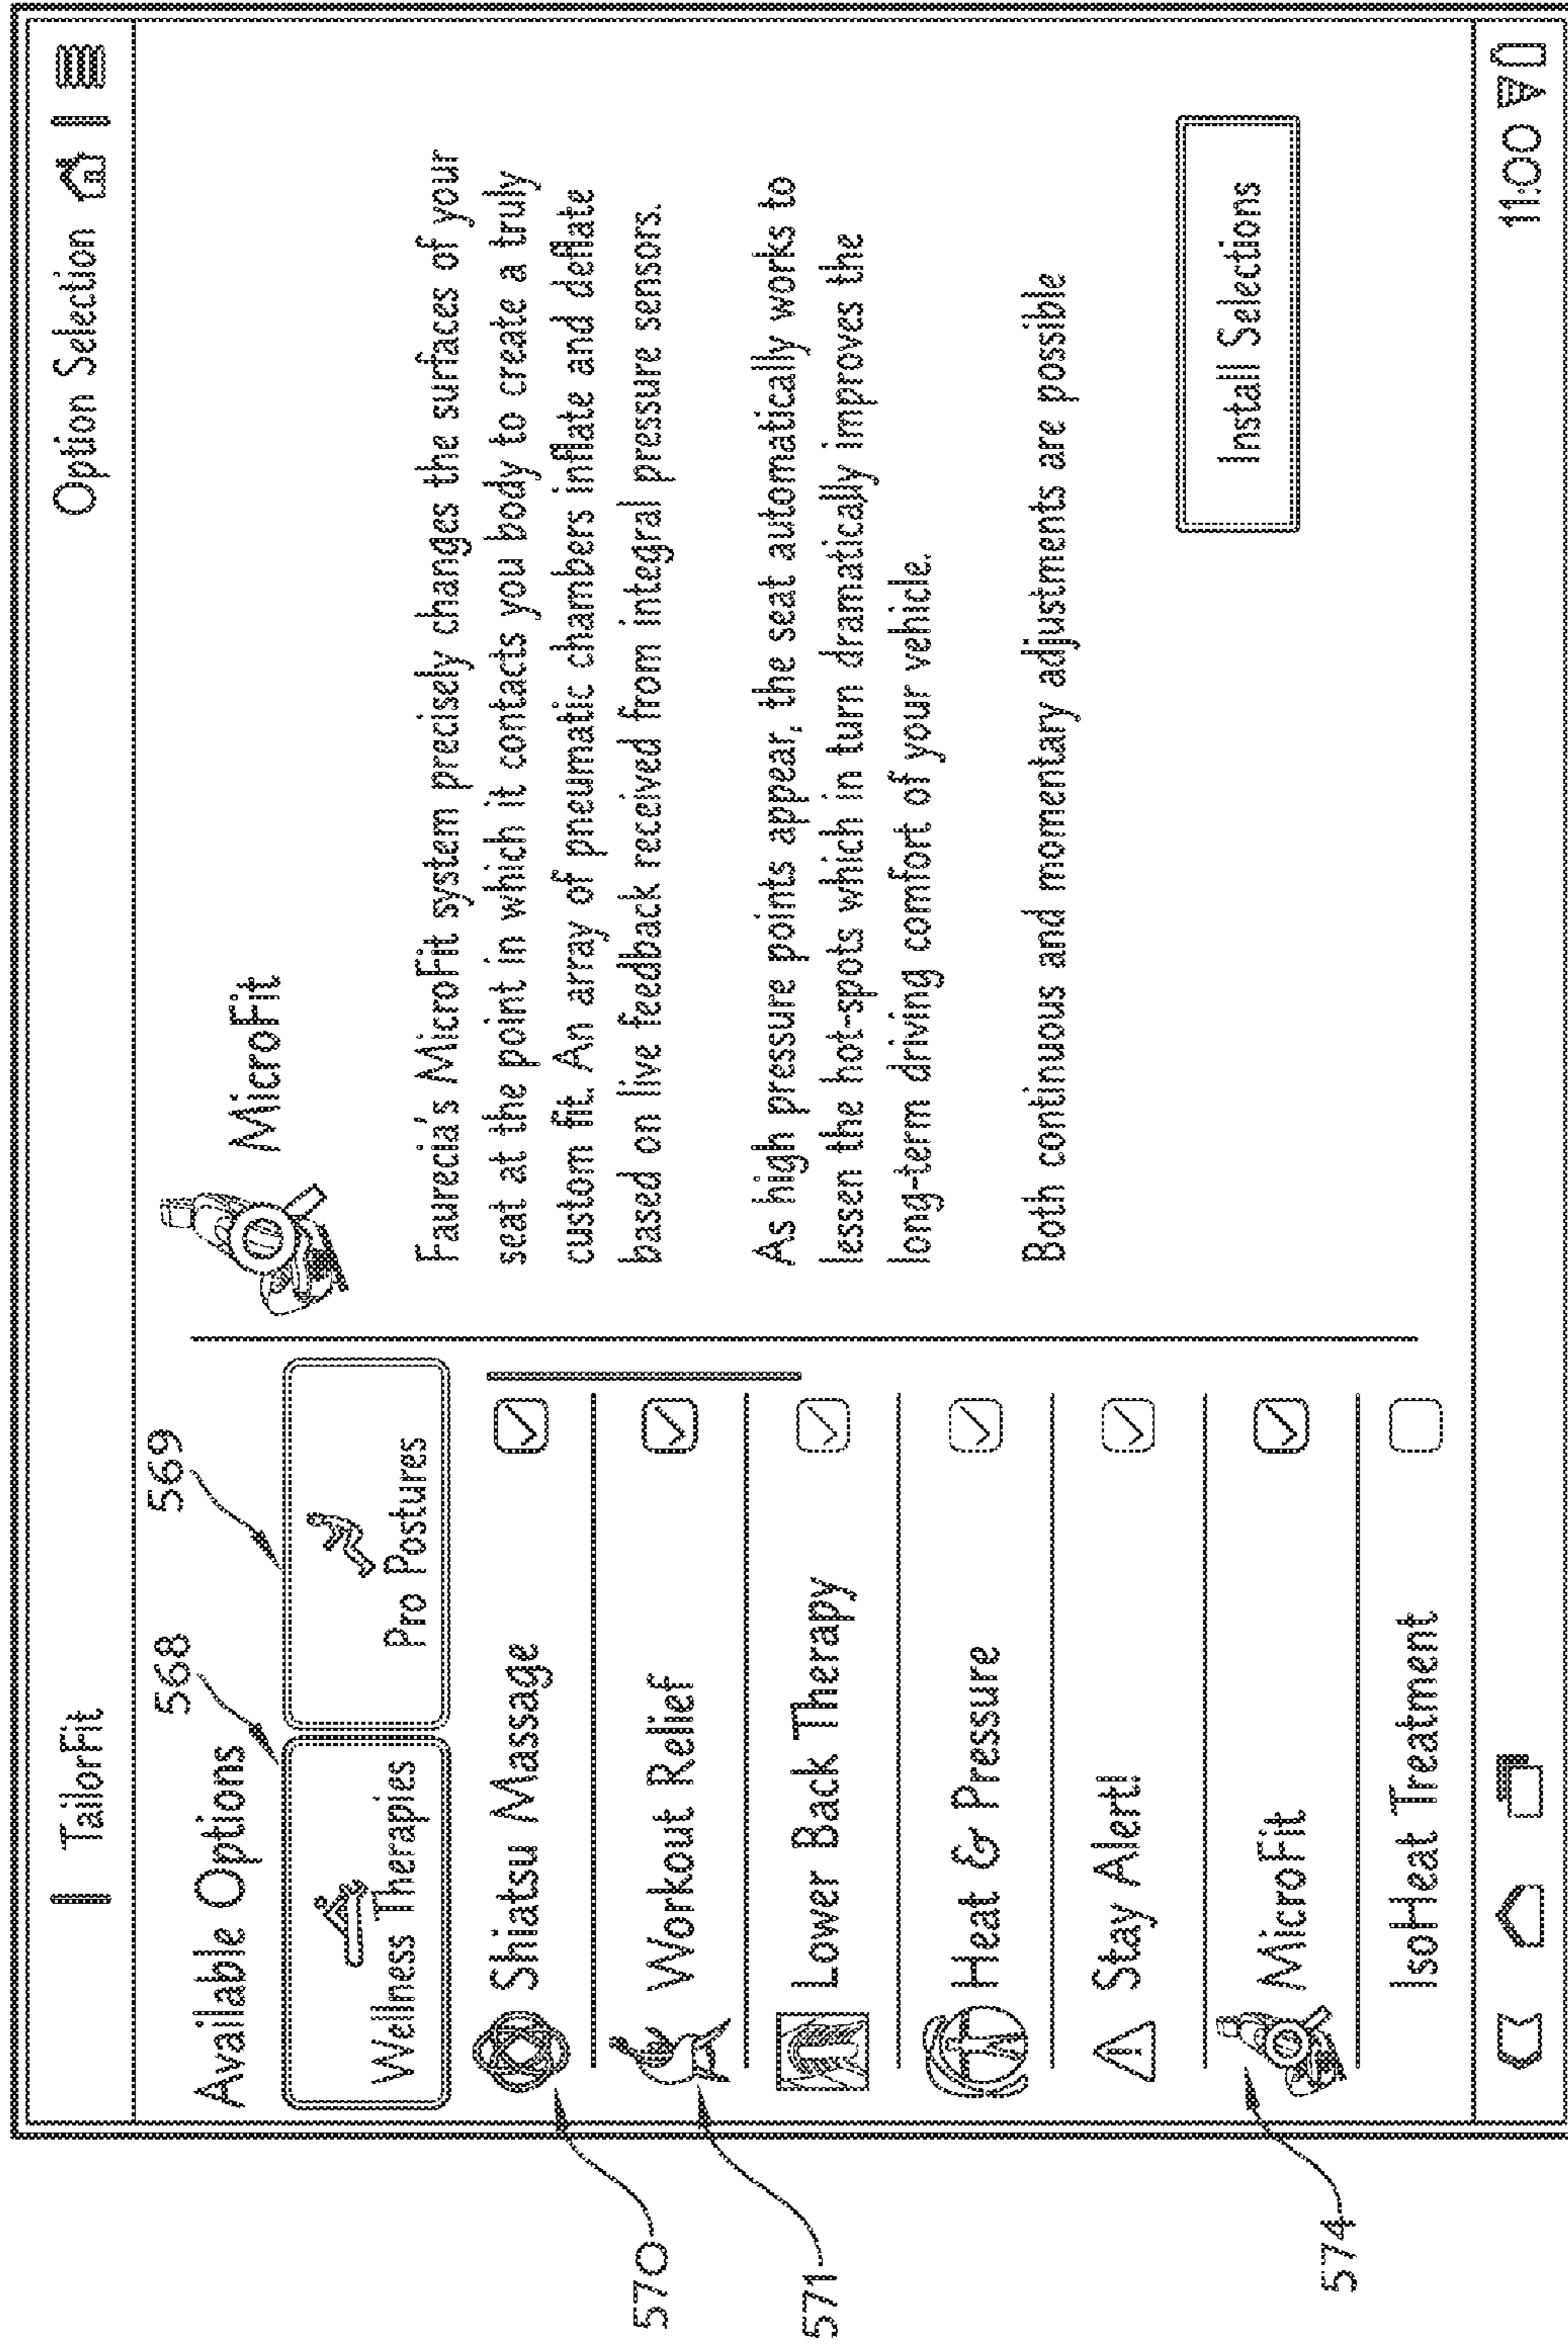 TailorFit
Option Selection
Available Options
568
569
Wellness Therapies
Pro Postures
570
Shiatsu Massage
571
Workout Relief
Lower Back Therapy
Heat & Pressure
Stay Alert!
574
MicroFit
IsoHeat Treatment
MicroFit
Faurecia's MicroFit system precisely changes the surfaces of your
seat at the point in which it contacts you body to create a truly
custom fit. An array of pneumatic chambers inflate and deflate
based on live feedback received from integral pressure sensors.
As high pressure points appear, the seat automatically works to
lessen the hot-spots which in turn dramatically improves the
long-term driving comfort of your vehicle.
Both continuous and momentary adjustments are possible
Install Selections
11:00